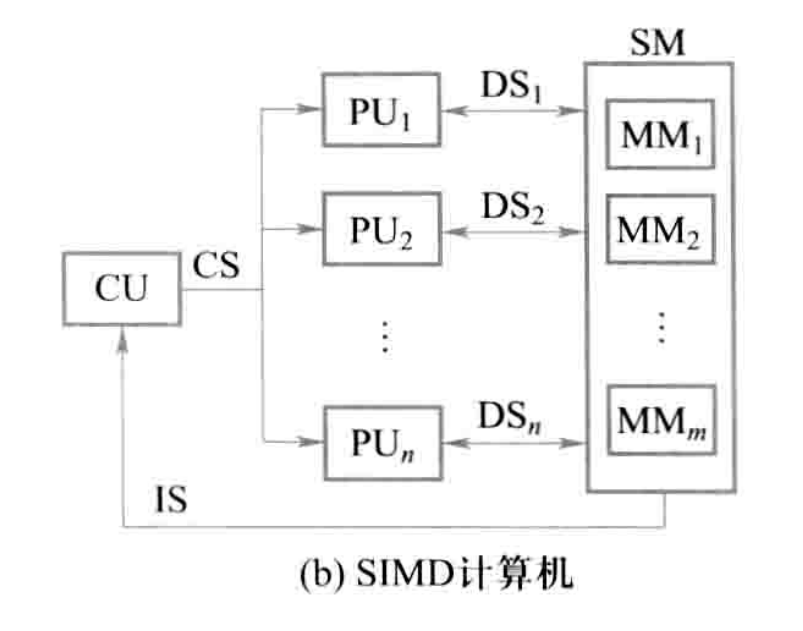 SM
PU₁
DS₁
MM₁
PU₂
DS₂
MM₂
CU
CS
⋮
⋮
PUₙ
DSₙ
MMₘ
IS
(b) SIMD计算机